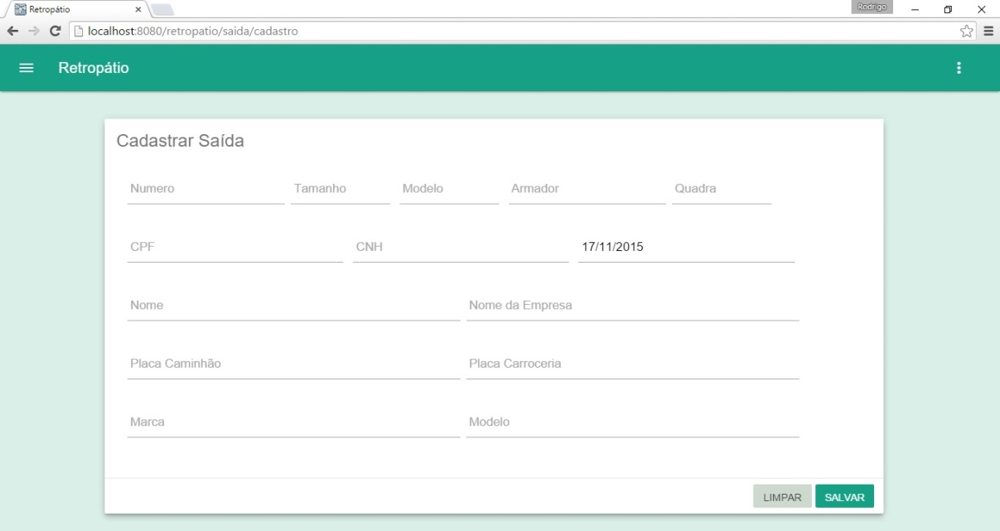 Retropátio
Rodrigo
localhost:8080/retropatio/saida/cadastro
Retropátio
Cadastrar Saída
Numero Tamanho Modelo Armador Quadra
CPF CNH 17/11/2015
Nome Nome da Empresa
Placa Caminhão Placa Carroceria
Marca Modelo
LIMPAR SALVAR